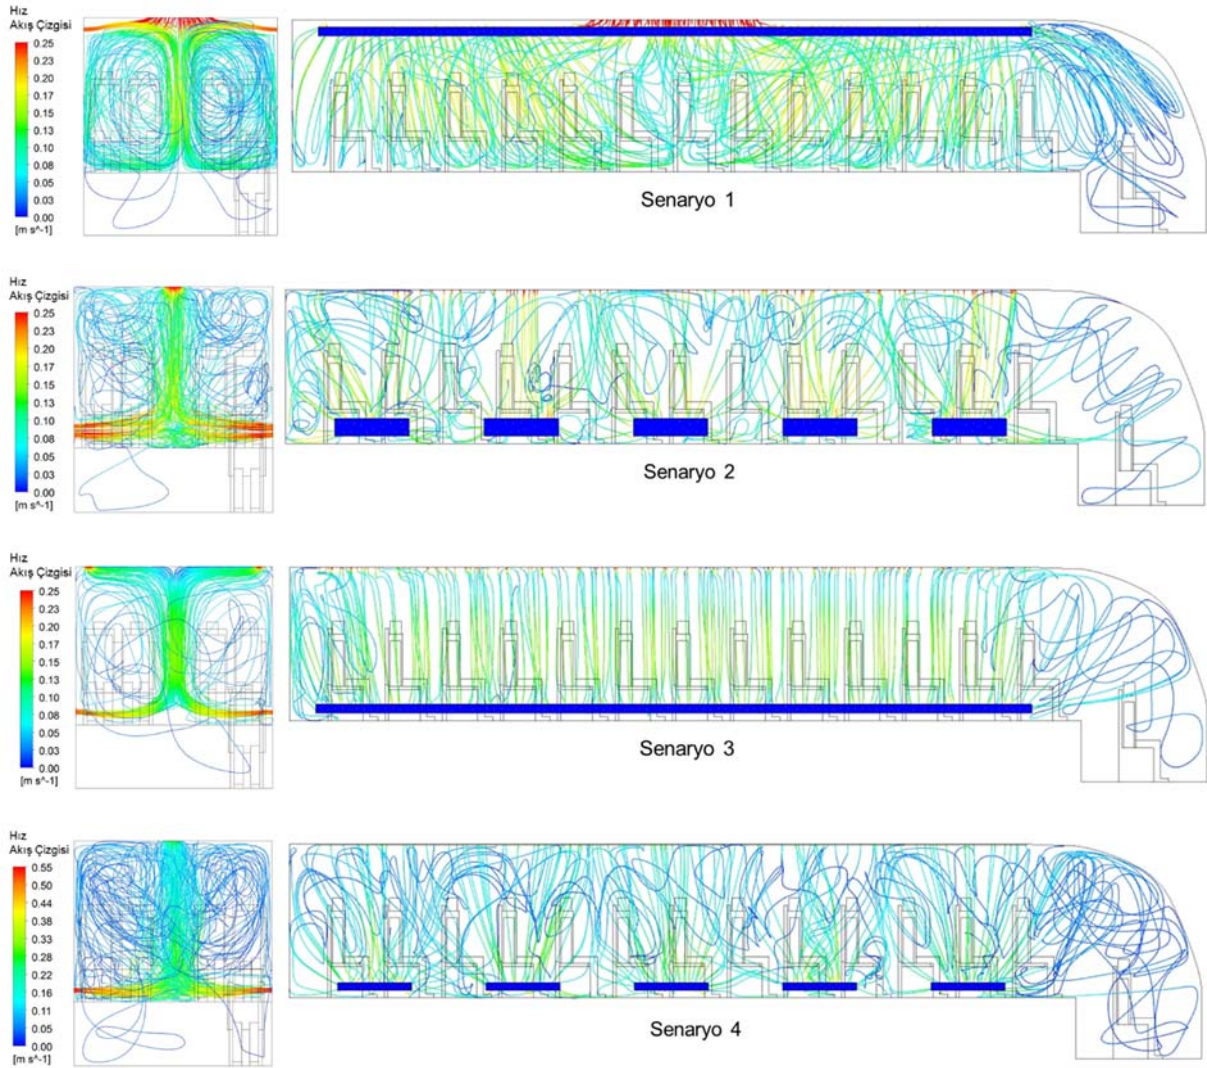 Hız
Akış Çizgisi
0.25
0.23
0.20
0.17
0.15
0.13
0.10
0.08
0.05
0.03
0.00
[m s^-1]
Senaryo 1
Hız
Akış Çizgisi
0.25
0.23
0.20
0.17
0.15
0.13
0.10
0.08
0.05
0.03
0.00
[m s^-1]
Senaryo 2
Hız
Akış Çizgisi
0.25
0.23
0.20
0.17
0.15
0.13
0.10
0.08
0.05
0.03
0.00
[m s^-1]
Senaryo 3
Hız
Akış Çizgisi
0.55
0.50
0.44
0.38
0.33
0.28
0.22
0.16
0.11
0.05
0.00
[m s^-1]
Senaryo 4